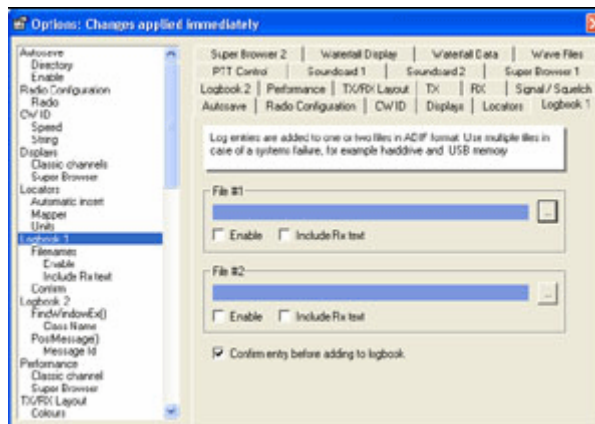 Options: Changes applied immediately
Autosave
Directory
Enable
Radio Configuration
Radio
CW ID
Speed
String
Displays
Classic channels
Super Browser
Locators
Automatic insert
Mapper
Units
Logbook 1
Filenames
Enable
Include Rx text
Confirm
Logbook 2
FindWindowEx()
Class Name
PostMessage()
Message Id
Performance
Classic channel
Super Browser
TX/RX Layout
Colours
Super Browser 2 Waterfall Display Waterfall Data Wave Files
PTT Control Soundcard 1 Soundcard 2 Super Browser 1
Logbook 2 Performance TX/RX Layout TX RX Signal / Squelch
Autosave Radio Configuration CW ID Displays Locators Logbook 1
Log entries are added to one or two files in ADIF format. Use multiple files in
case of a systems failure, for example harddrive and USB memory
File #1
...
Enable Include Rx text
File #2
...
Enable Include Rx text
Confirm entry before adding to logbook